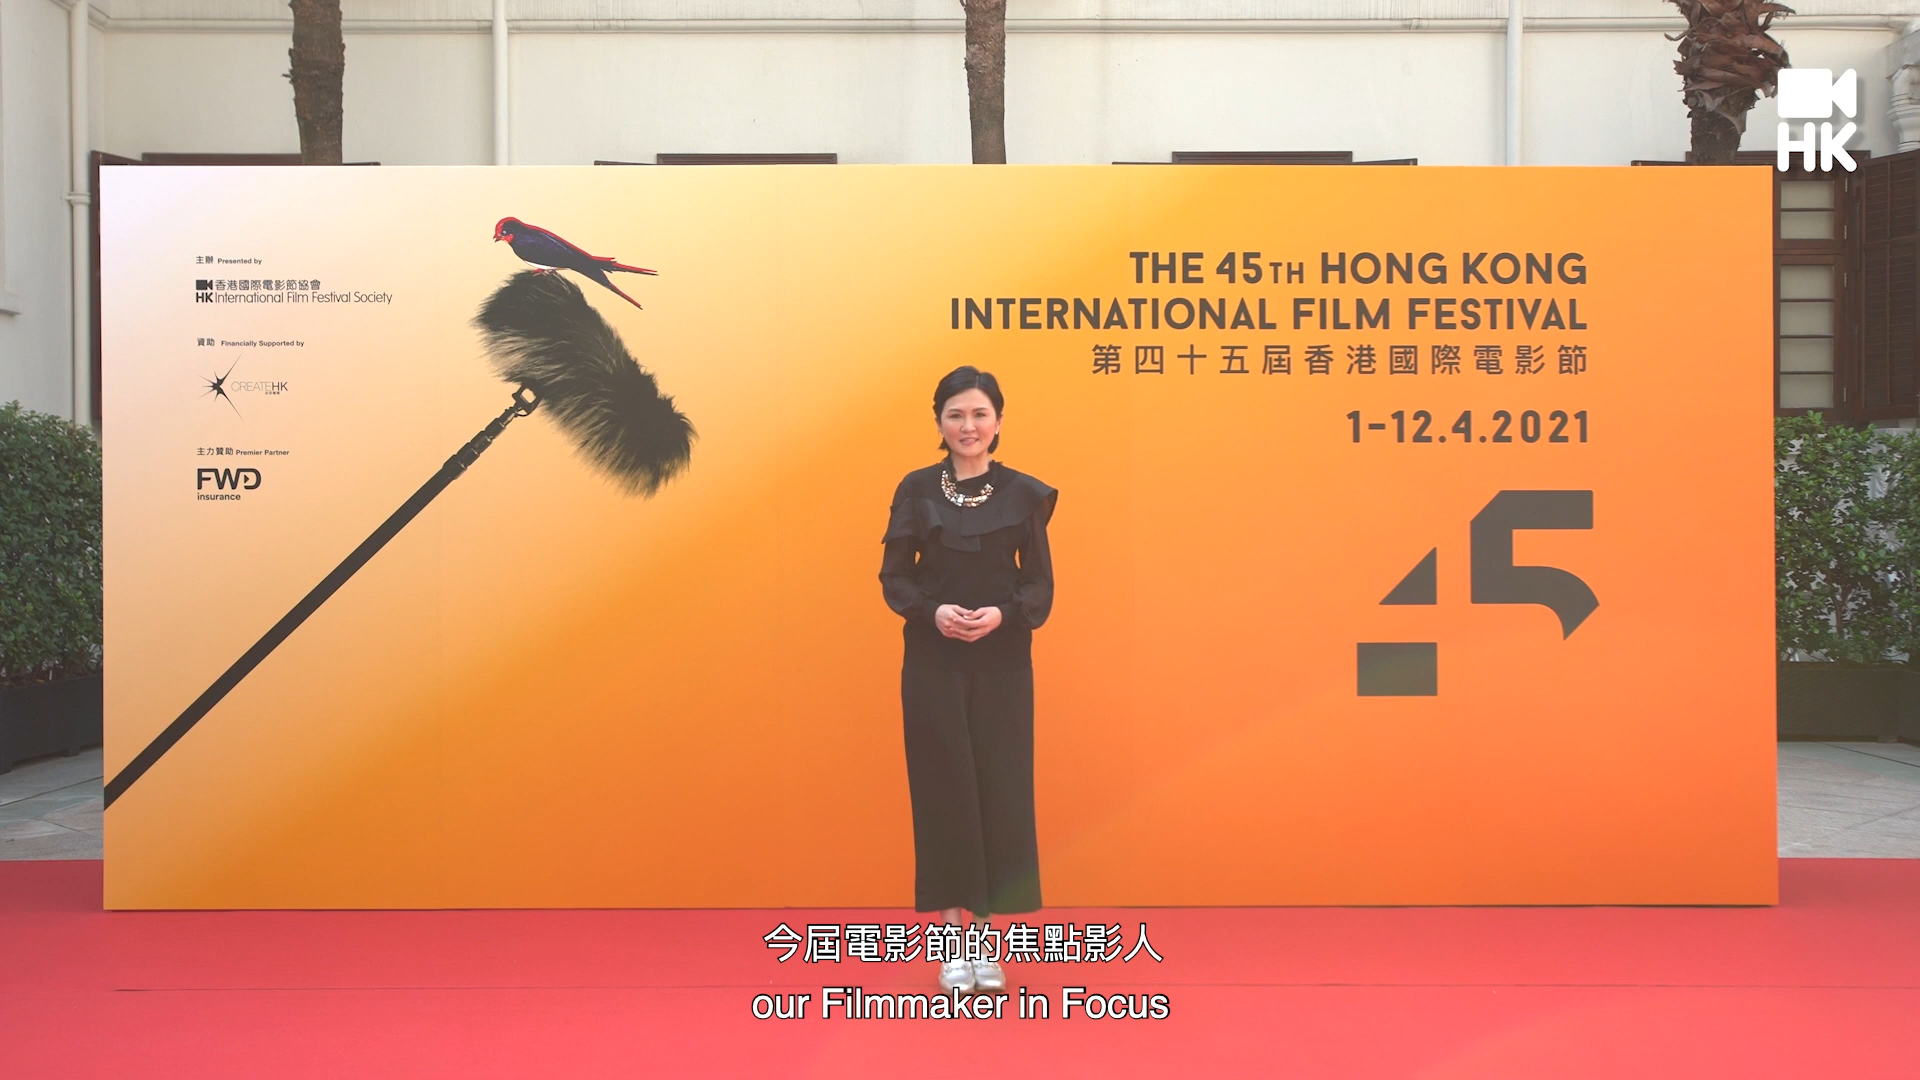 HK
主辦 Presented by
香港國際電影節協會
HK International Film Festival Society
資助 Financially Supported by
CREATEHK
主力贊助 Premier Partner
FWD
insurance
THE 45TH HONG KONG
INTERNATIONAL FILM FESTIVAL
第四十五屆香港國際電影節
1-12.4.2021
45
今屆電影節的焦點影人
our Filmmaker in Focus